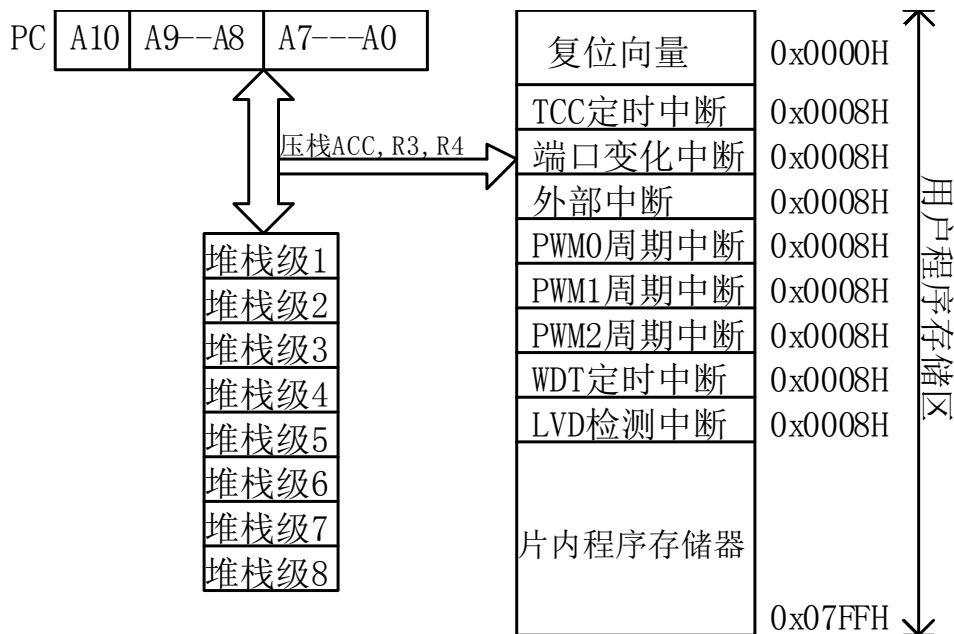 PC A10 A9--A8 A7---A0
复位向量 0x0000H
TCC定时中断 0x0008H
压栈ACC,R3,R4
端口变化中断 0x0008H
外部中断 0x0008H
PWM0周期中断 0x0008H
PWM1周期中断 0x0008H
PWM2周期中断 0x0008H
WDT定时中断 0x0008H
LVD检测中断 0x0008H
片内程序存储器
0x07FFH
用户程序存储区
堆栈级1
堆栈级2
堆栈级3
堆栈级4
堆栈级5
堆栈级6
堆栈级7
堆栈级8